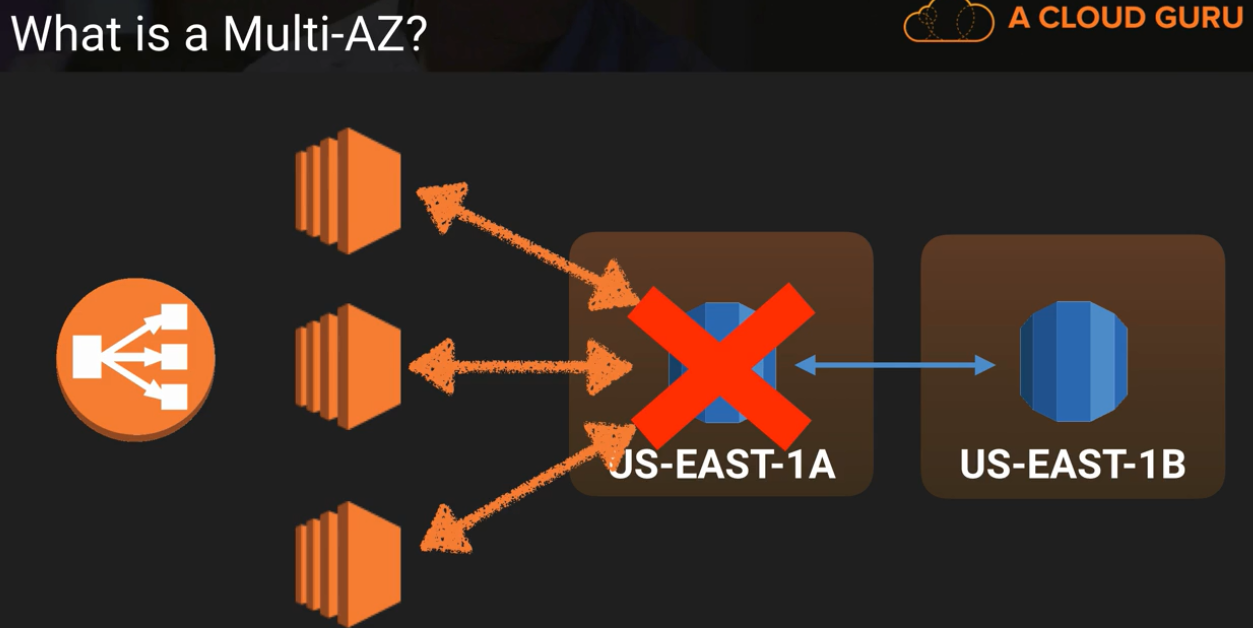 What is a Multi-AZ?
A CLOUD GURU
US-EAST-1A
US-EAST-1B